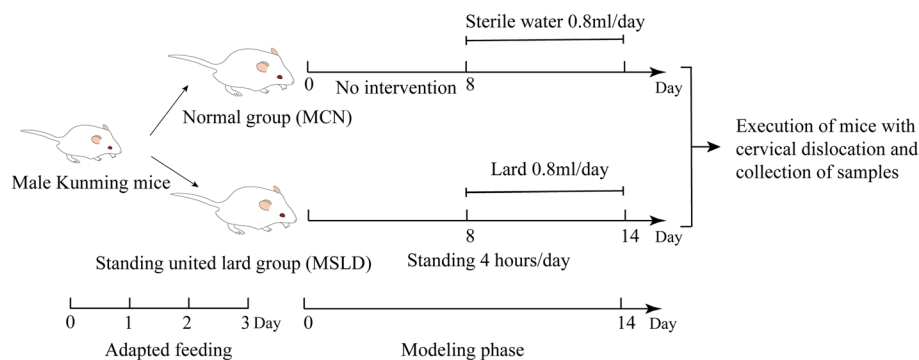 Sterile water 0.8ml/day
0
No intervention
8
Day
Normal group (MCN)
Male Kunming mice
Execution of mice with
cervical dislocation and
collection of samples
Lard 0.8ml/day
8
14
Day
Standing united lard group (MSLD)
Standing 4 hours/day
0
1
2
3
Day
Adapted feeding
0
14
Day
Modeling phase